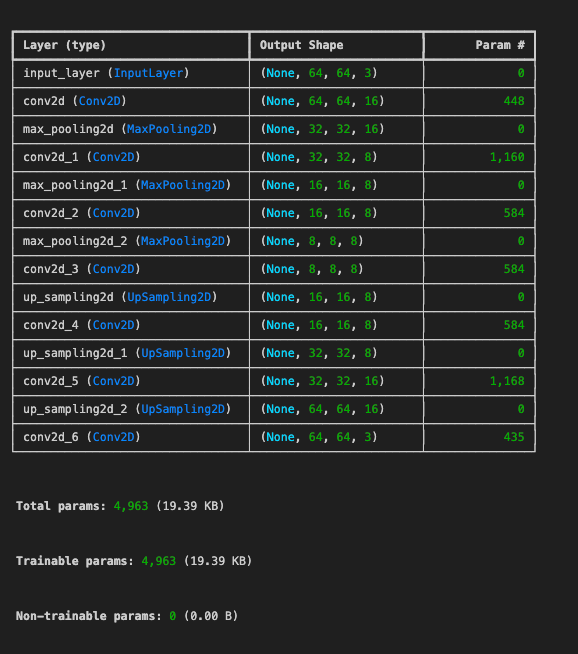 Layer (type) Output Shape Param #
input_layer (InputLayer) (None, 64, 64, 3) 0
conv2d (Conv2D) (None, 64, 64, 16) 448
max_pooling2d (MaxPooling2D) (None, 32, 32, 16) 0
conv2d_1 (Conv2D) (None, 32, 32, 8) 1,160
max_pooling2d_1 (MaxPooling2D) (None, 16, 16, 8) 0
conv2d_2 (Conv2D) (None, 16, 16, 8) 584
max_pooling2d_2 (MaxPooling2D) (None, 8, 8, 8) 0
conv2d_3 (Conv2D) (None, 8, 8, 8) 584
up_sampling2d (UpSampling2D) (None, 16, 16, 8) 0
conv2d_4 (Conv2D) (None, 16, 16, 8) 584
up_sampling2d_1 (UpSampling2D) (None, 32, 32, 8) 0
conv2d_5 (Conv2D) (None, 32, 32, 16) 1,168
up_sampling2d_2 (UpSampling2D) (None, 64, 64, 16) 0
conv2d_6 (Conv2D) (None, 64, 64, 3) 435
Total params: 4,963 (19.39 KB)
Trainable params: 4,963 (19.39 KB)
Non-trainable params: 0 (0.00 B)